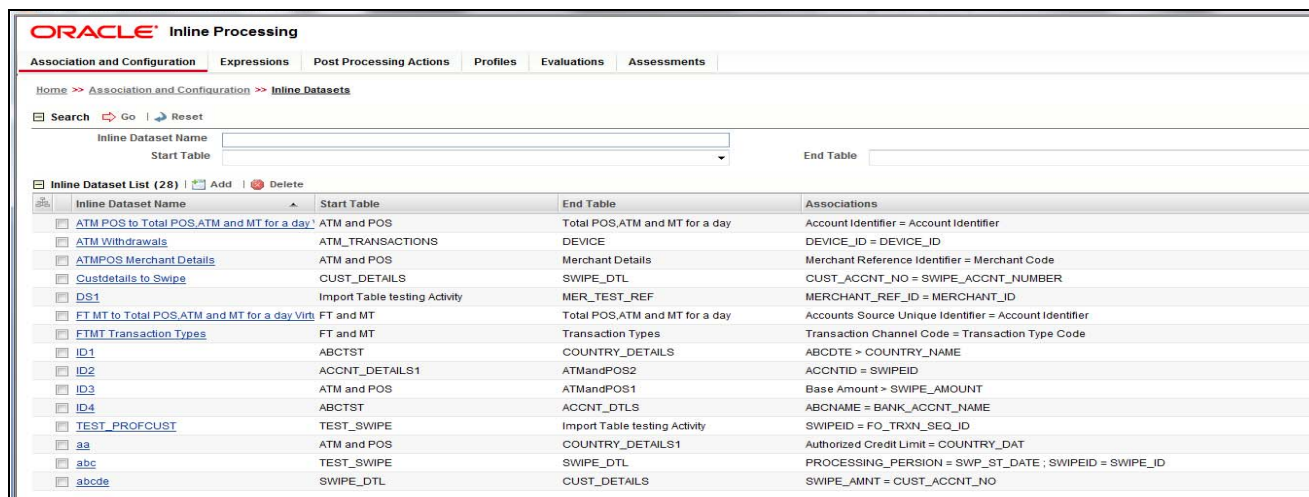 ORACLE Inline Processing
Association and Configuration Expressions Post Processing Actions Profiles Evaluations Assessments
Home >> Association and Configuration >> Inline Datasets
Search Go | Reset
Inline Dataset Name
Start Table End Table
Inline Dataset List (28) | Add | Delete
Inline Dataset Name Start Table End Table Associations
ATM POS to Total POS,ATM and MT for a day ATM and POS Total POS,ATM and MT for a day Account Identifier = Account Identifier
ATM Withdrawals ATM_TRANSACTIONS DEVICE DEVICE_ID = DEVICE_ID
ATMPOS Merchant Details ATM and POS Merchant Details Merchant Reference Identifier = Merchant Code
Custdetails to Swipe CUST_DETAILS SWIPE_DTL CUST_ACCNT_NO = SWIPE_ACCNT_NUMBER
DS1 Import Table testing Activity MER_TEST_REF MERCHANT_REF_ID = MERCHANT_ID
FT MT to Total POS,ATM and MT for a day Virtu FT and MT Total POS,ATM and MT for a day Accounts Source Unique Identifier = Account Identifier
FTMT Transaction Types FT and MT Transaction Types Transaction Channel Code = Transaction Type Code
ID1 ABCTST COUNTRY_DETAILS ABCDTE > COUNTRY_NAME
ID2 ACCNT_DETAILS1 ATMandPOS2 ACCNTID = SWIPEID
ID3 ATM and POS ATMandPOS1 Base Amount > SWIPE_AMOUNT
ID4 ABCTST ACCNT_DTLS ABCNAME = BANK_ACCNT_NAME
TEST_PROFCUST TEST_SWIPE Import Table testing Activity SWIPEID = FO_TRXN_SEQ_ID
aa ATM and POS COUNTRY_DETAILS1 Authorized Credit Limit = COUNTRY_DAT
abc TEST_SWIPE SWIPE_DTL PROCESSING_PERSION = SWP_ST_DATE ; SWIPEID = SWIPE_ID
abcde SWIPE_DTL CUST_DETAILS SWIPE_AMNT = CUST_ACCNT_NO